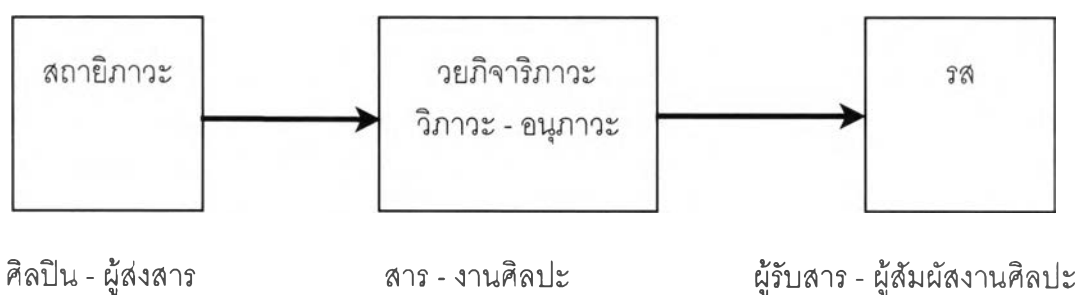 สถายิภาวะ
วยภิจาริภาวะ
วิภาวะ - อนุภาวะ
รส
ศิลปิน - ผู้ส่งสาร
สาร - งานศิลปะ
ผู้รับสาร - ผู้สัมผัสงานศิลปะ